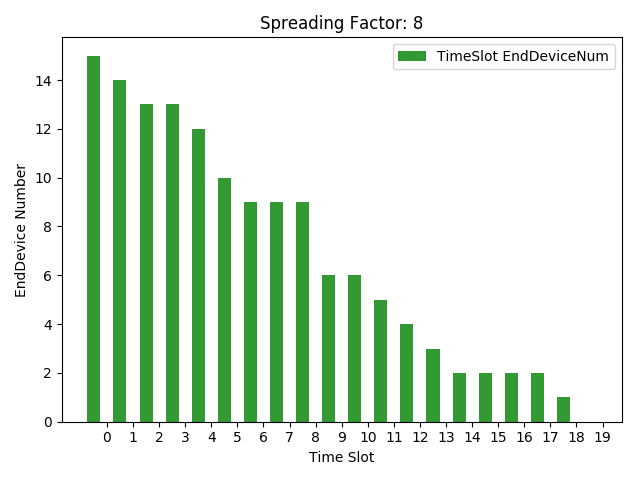 Spreading Factor: 8
TimeSlot EndDeviceNum
EndDevice Number
14
12
10
8
6
4
2
0
0 1 2 3 4 5 6 7 8 9 10 11 12 13 14 15 16 17 18 19
Time Slot